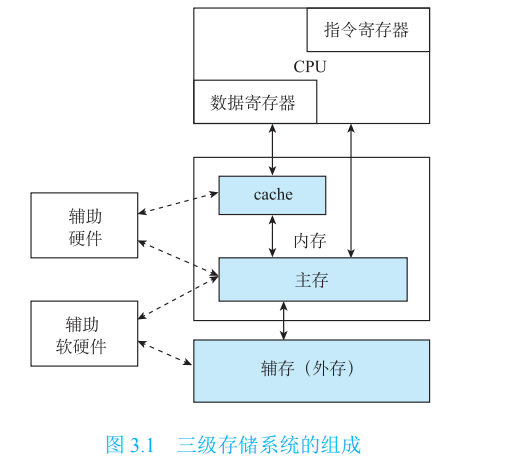 指令寄存器
CPU
数据寄存器
cache
辅助
硬件
内存
主存
辅助
软硬件
辅存（外存）
图 3.1 三级存储系统的组成